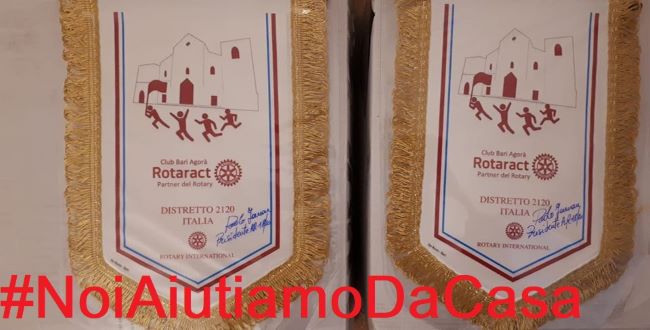 Club Bari Agorà
Rotaract
Partner del Rotary
DISTRETTO 2120
ITALIA
ROTARY INTERNATIONAL
Club Bari Agorà
Rotaract
Partner del Rotary
DISTRETTO 2120
ITALIA
ROTARY INTERNATIONAL
#NoiAiutiamoDaCasa